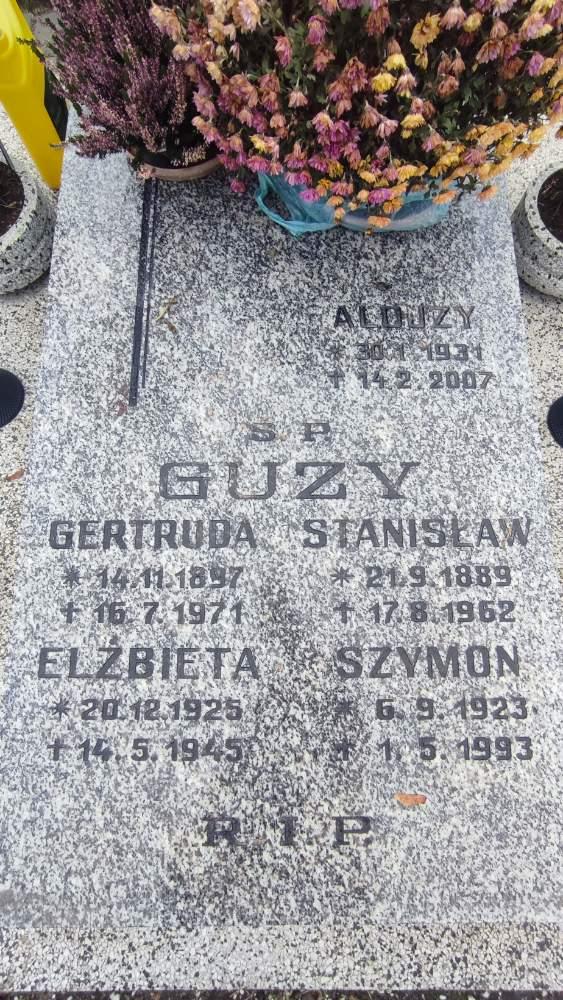 ALOJZY
* 30.1.1931
† 14.2.2007
Ś.P.
GUZY
GERTRUDA STANISŁAW
* 14.11.1897 * 21.9.1889
† 16.7.1971 † 17.8.1962
ELŻBIETA SZYMON
* 20.12.1925 * 6.9.1923
† 14.5.1945 † 1.5.1993
R.I.P.